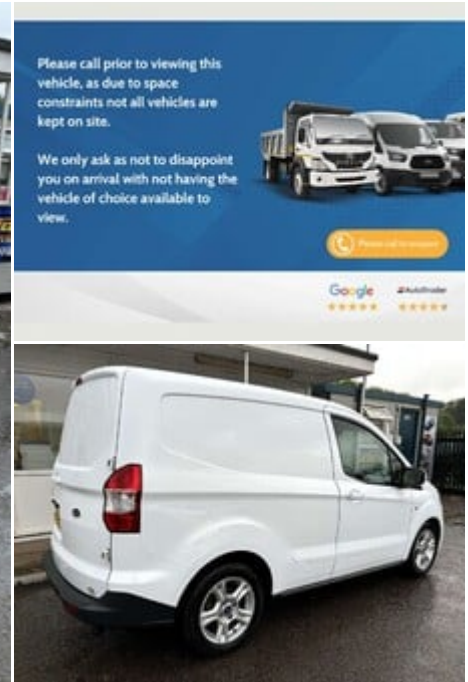 Please call prior to viewing this
vehicle, as due to space
constraints not all vehicles are
kept on site.
We only ask as not to disappoint
you on arrival with not having the
vehicle of choice available to
view.
Please call to enquire
Google
AutoTrader